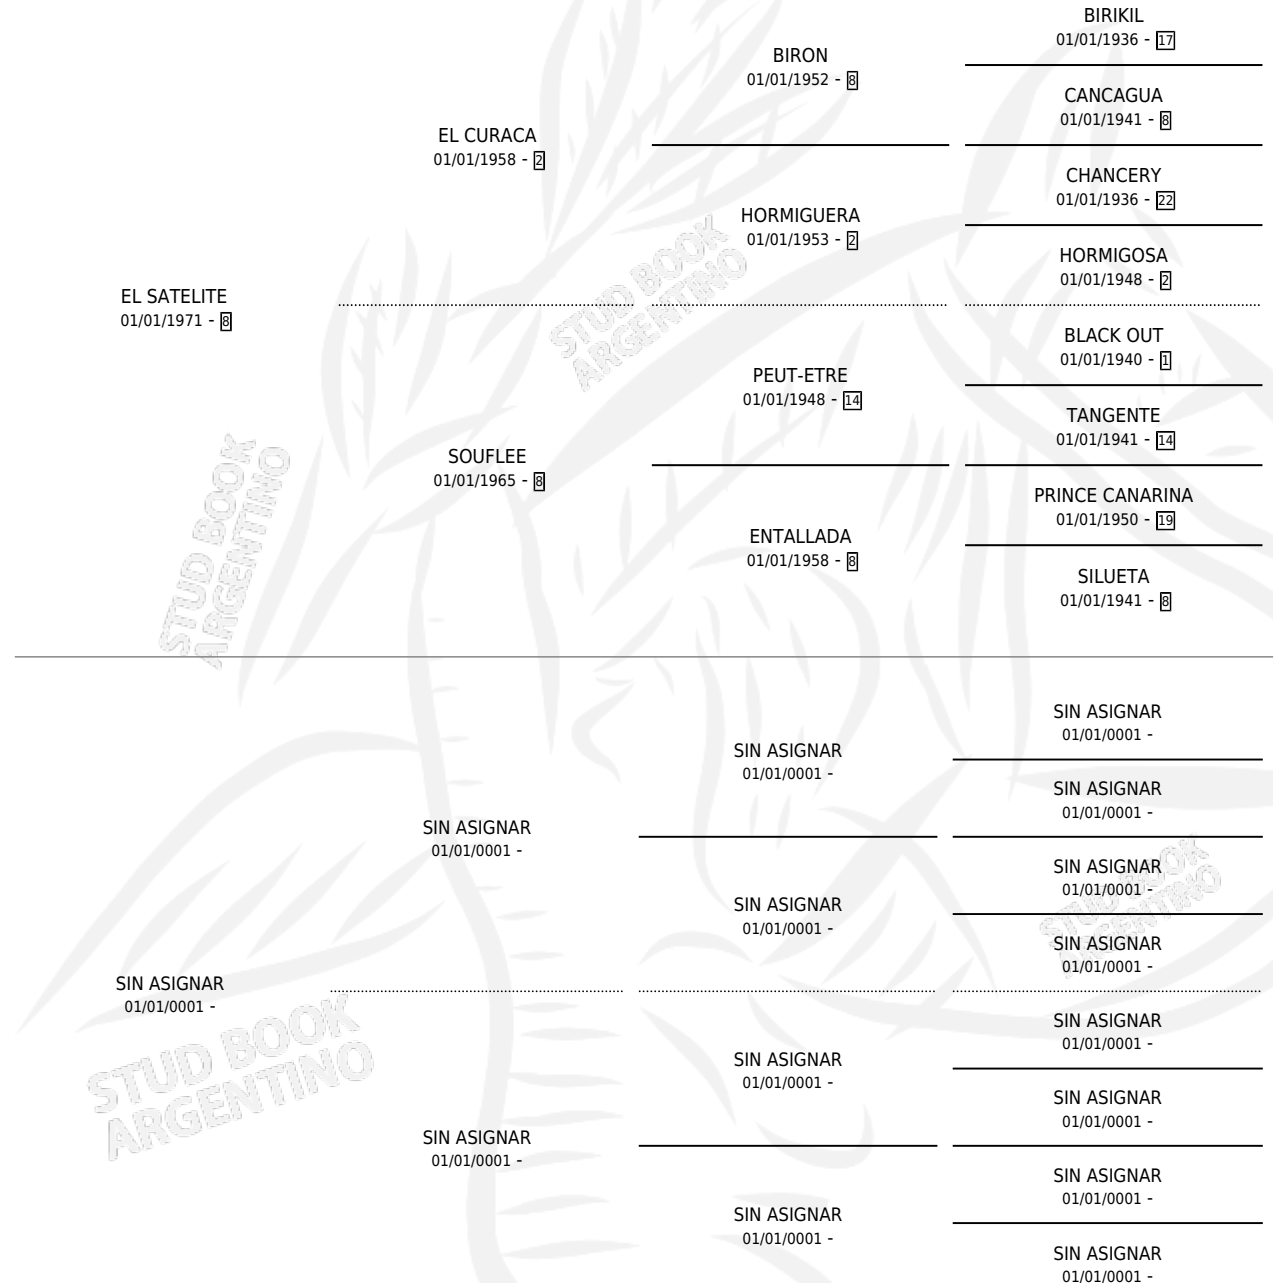 BIRIKIL
01/01/1936 - 17
BIRON
01/01/1952 - 8
CANCAGUA
01/01/1941 - 8
EL CURACA
01/01/1958 - 2
CHANCERY
01/01/1936 - 22
HORMIGUERA
01/01/1953 - 2
HORMIGOSA
01/01/1948 - 2
EL SATELITE
01/01/1971 - 8
BLACK OUT
01/01/1940 - 1
PEUT-ETRE
01/01/1948 - 14
TANGENTE
01/01/1941 - 14
SOUFLEE
01/01/1965 - 8
PRINCE CANARINA
01/01/1950 - 19
ENTALLADA
01/01/1958 - 8
SILUETA
01/01/1941 - 8
SIN ASIGNAR
01/01/0001 -
SIN ASIGNAR
01/01/0001 -
SIN ASIGNAR
01/01/0001 -
SIN ASIGNAR
01/01/0001 -
SIN ASIGNAR
01/01/0001 -
SIN ASIGNAR
01/01/0001 -
SIN ASIGNAR
01/01/0001 -
SIN ASIGNAR
01/01/0001 -
SIN ASIGNAR
01/01/0001 -
SIN ASIGNAR
01/01/0001 -
SIN ASIGNAR
01/01/0001 -
SIN ASIGNAR
01/01/0001 -
SIN ASIGNAR
01/01/0001 -
SIN ASIGNAR
01/01/0001 -
SIN ASIGNAR
01/01/0001 -
STUD BOOK
ARGENTINO
STUD BOOK
ARGENTINO
STUD BOOK
ARGENTINO
STUD BOOK
ARGENTINO